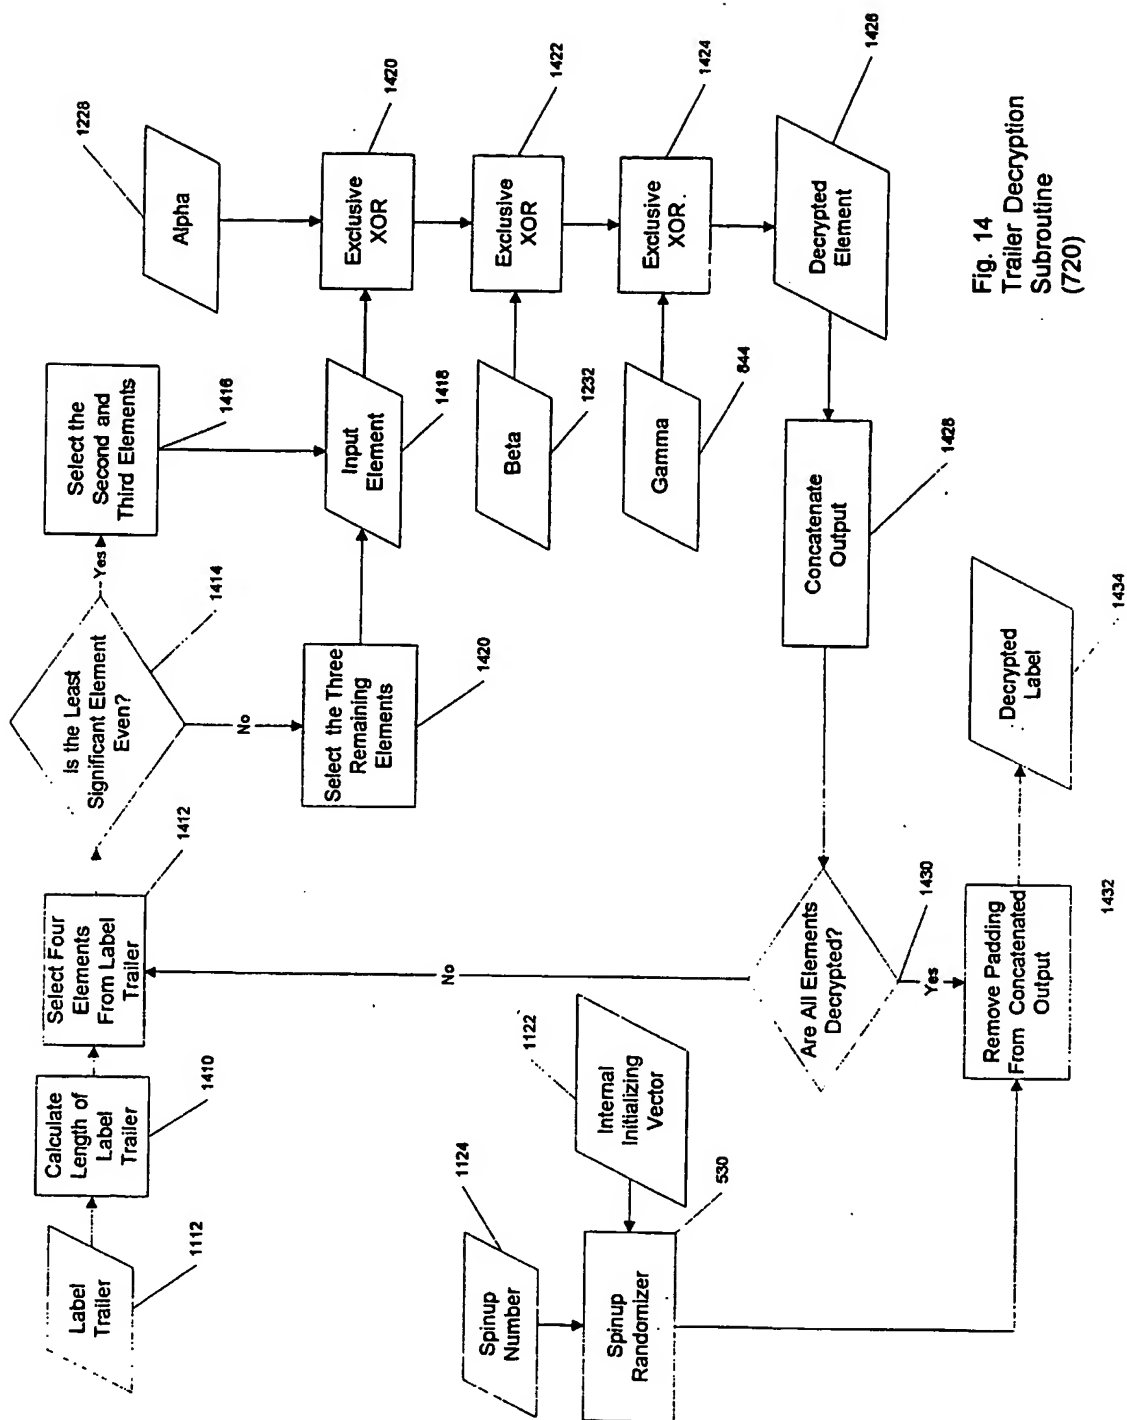 Label
Trailer
1112
Calculate
Length of
Label
Trailer
1410
Select Four
Elements
From Label
Trailer
1412
Is the Least
Significant Element
Even?
1414
Yes
No
Select the
Second and
Third Elements
1416
Select the Three
Remaining
Elements
1420
Input
Element
1418
Alpha
1228
Exclusive
XOR
1420
Beta
1232
Exclusive
XOR
1422
Gamma
844
Exclusive
XOR.
1424
Decrypted
Element
1426
Concatenate
Output
1428
Are All Elements
Decrypted?
1430
No
Yes
Spinup
Number
1124
Internal
Initializing
Vector
1122
Spinup
Randomizer
530
Remove Padding
From Concatenated
Output
1432
Decrypted
Label
1434
Fig. 14
Trailer Decryption
Subroutine
(720)